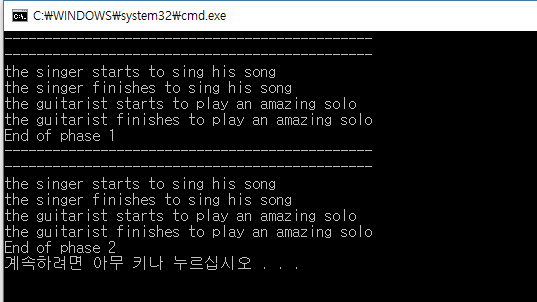 C:₩WINDOWS₩system32₩cmd.exe
----------------------------------------------
----------------------------------------------
the singer starts to sing his song
the singer finishes to sing his song
the guitarist starts to play an amazing solo
the guitarist finishes to play an amazing solo
End of phase 1
----------------------------------------------
----------------------------------------------
the singer starts to sing his song
the singer finishes to sing his song
the guitarist starts to play an amazing solo
the guitarist finishes to play an amazing solo
End of phase 2
계속하려면 아무 키나 누르십시오 . . .